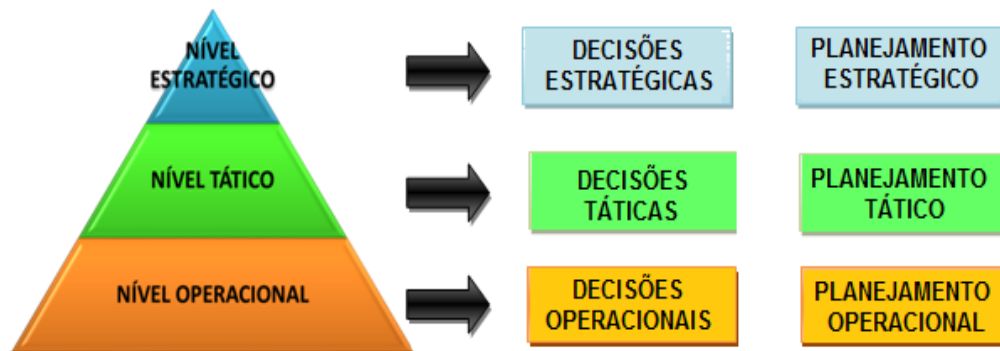 NÍVEL
ESTRATÉGICO
DECISÕES
ESTRATÉGICAS
PLANEJAMENTO
ESTRATÉGICO
NÍVEL TÁTICO
DECISÕES
TÁTICAS
PLANEJAMENTO
TÁTICO
NÍVEL OPERACIONAL
DECISÕES
OPERACIONAIS
PLANEJAMENTO
OPERACIONAL